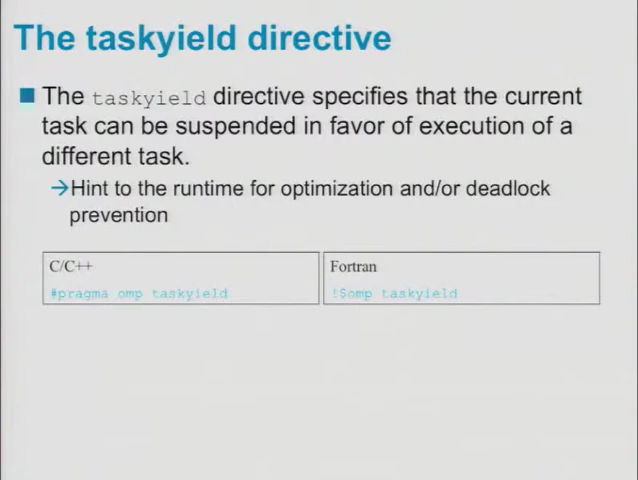 The taskyield directive
The taskyield directive specifies that the current
task can be suspended in favor of execution of a
different task.
→Hint to the runtime for optimization and/or deadlock
prevention
C/C++
#pragma omp taskyield
Fortran
!$omp taskyield